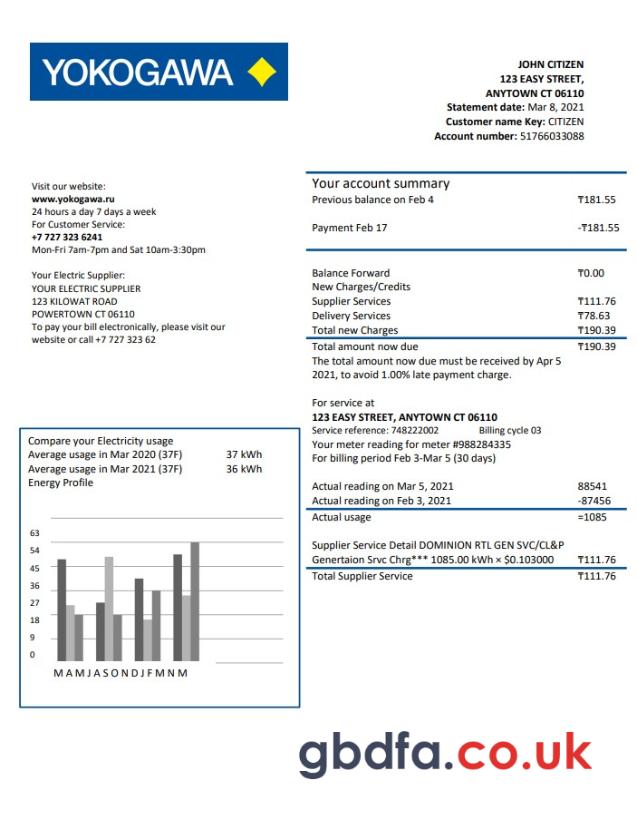 YOKOGAWA
JOHN CITIZEN
123 EASY STREET,
ANYTOWN CT 06110
Statement date: Mar 8, 2021
Customer name Key: CITIZEN
Account number: 51766033088
Visit our website:
www.yokogawa.ru
24 hours a day 7 days a week
For Customer Service:
+7 727 323 6241
Mon-Fri 7am-7pm and Sat 10am-3:30pm
Your Electric Supplier:
YOUR ELECTRIC SUPPLIER
123 KILOWAT ROAD
POWERTOWN CT 06110
To pay your bill electronically, please visit our
website or call +7 727 323 62
Your account summary
Previous balance on Feb 4 ₸181.55
Payment Feb 17 -₸181.55
Balance Forward ₸0.00
New Charges/Credits
Supplier Services ₸111.76
Delivery Services ₸78.63
Total new Charges ₸190.39
Total amount now due ₸190.39
The total amount now due must be received by Apr 5
2021, to avoid 1.00% late payment charge.
For service at
123 EASY STREET, ANYTOWN CT 06110
Service reference: 748222002 Billing cycle 03
Your meter reading for meter #988284335
For billing period Feb 3-Mar 5 (30 days)
Actual reading on Mar 5, 2021 88541
Actual reading on Feb 3, 2021 -87456
Actual usage =1085
Supplier Service Detail DOMINION RTL GEN SVC/CL&P
Genertaion Srvc Chrg*** 1085.00 kWh × $0.103000 ₸111.76
Total Supplier Service ₸111.76
Compare your Electricity usage
Average usage in Mar 2020 (37F) 37 kWh
Average usage in Mar 2021 (37F) 36 kWh
Energy Profile
63
54
45
36
27
18
9
0
M A M J A S O N D J F M N M
gbdfa.co.uk